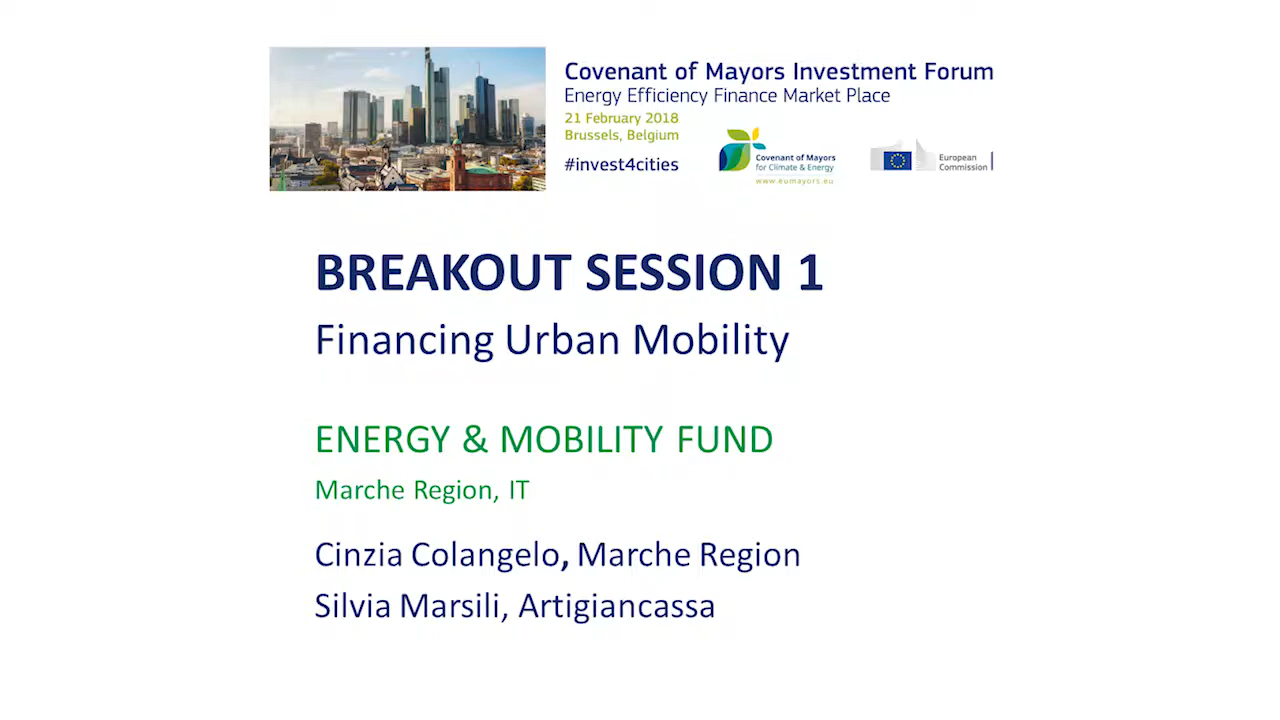 Covenant of Mayors Investment Forum
Energy Efficiency Finance Market Place
21 February 2018
Brussels, Belgium
#invest4cities
Covenant of Mayors
for Climate & Energy
www.eumayors.eu
European
Commission
BREAKOUT SESSION 1
Financing Urban Mobility
ENERGY & MOBILITY FUND
Marche Region, IT
Cinzia Colangelo, Marche Region
Silvia Marsili, Artigiancassa